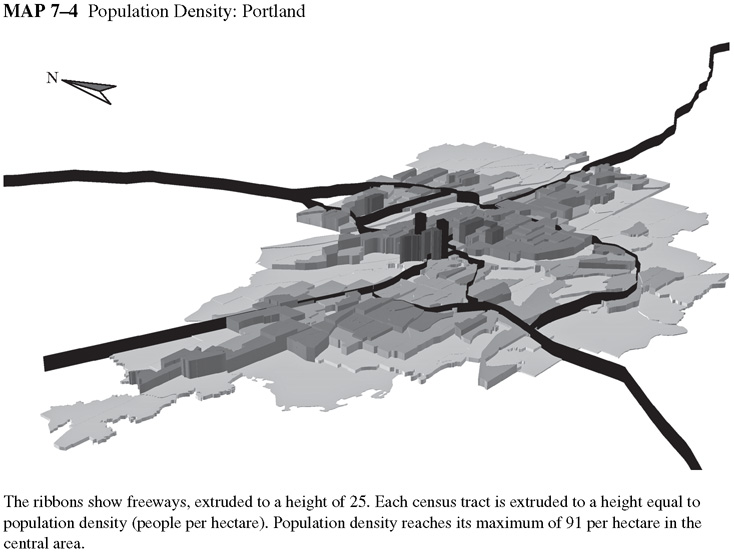 MAP 7–4 Population Density: Portland
N
The ribbons show freeways, extruded to a height of 25. Each census tract is extruded to a height equal to
population density (people per hectare). Population density reaches its maximum of 91 per hectare in the
central area.